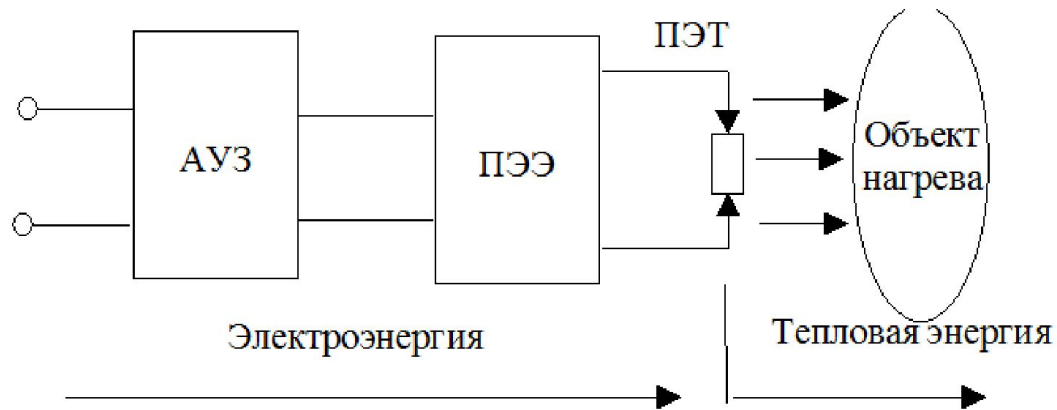 ПЭТ
АУЗ
ПЭЭ
Объект
нагрева
Электроэнергия
Тепловая энергия